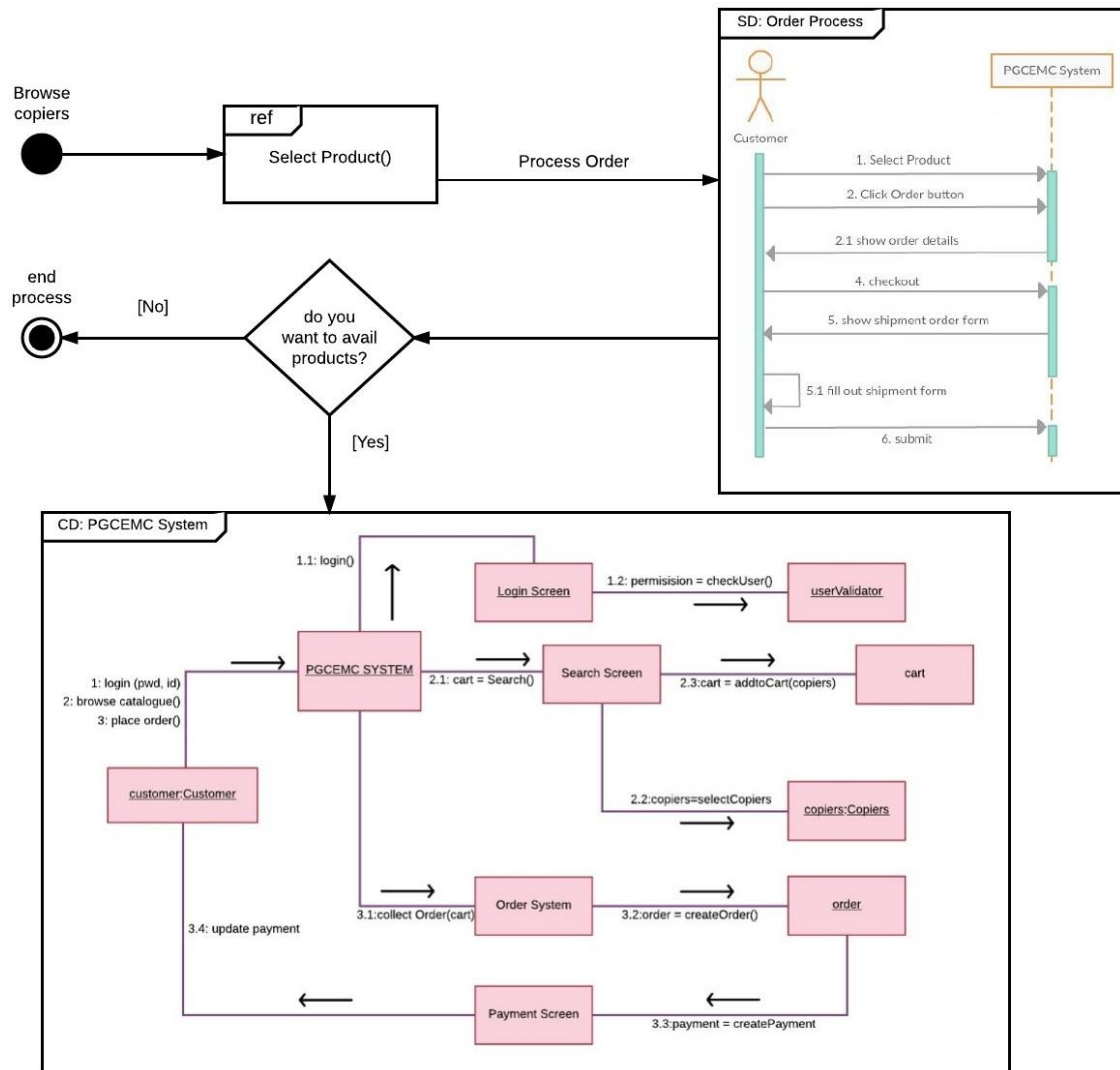 SD: Order Process
Browse
copiers
ref
Select Product()
Process Order
Customer
PGCEMC System
1. Select Product
2. Click Order button
2.1 show order details
4. checkout
5. show shipment order form
5.1 fill out shipment form
6. submit
end
process
[No]
do you
want to avail
products?
[Yes]
CD: PGCEMC System
1.1: login()
Login Screen
1.2: permisision = checkUser()
userValidator
PGCEMC SYSTEM
2.1: cart = Search()
Search Screen
2.3:cart = addtoCart(copiers)
cart
1: login (pwd, id)
2: browse catalogue()
3: place order()
customer:Customer
2.2:copiers=selectCopiers
copiers:Copiers
3.1:collect Order(cart)
Order System
3.2:order = createOrder()
order
3.4: update payment
Payment Screen
3.3:payment = createPayment